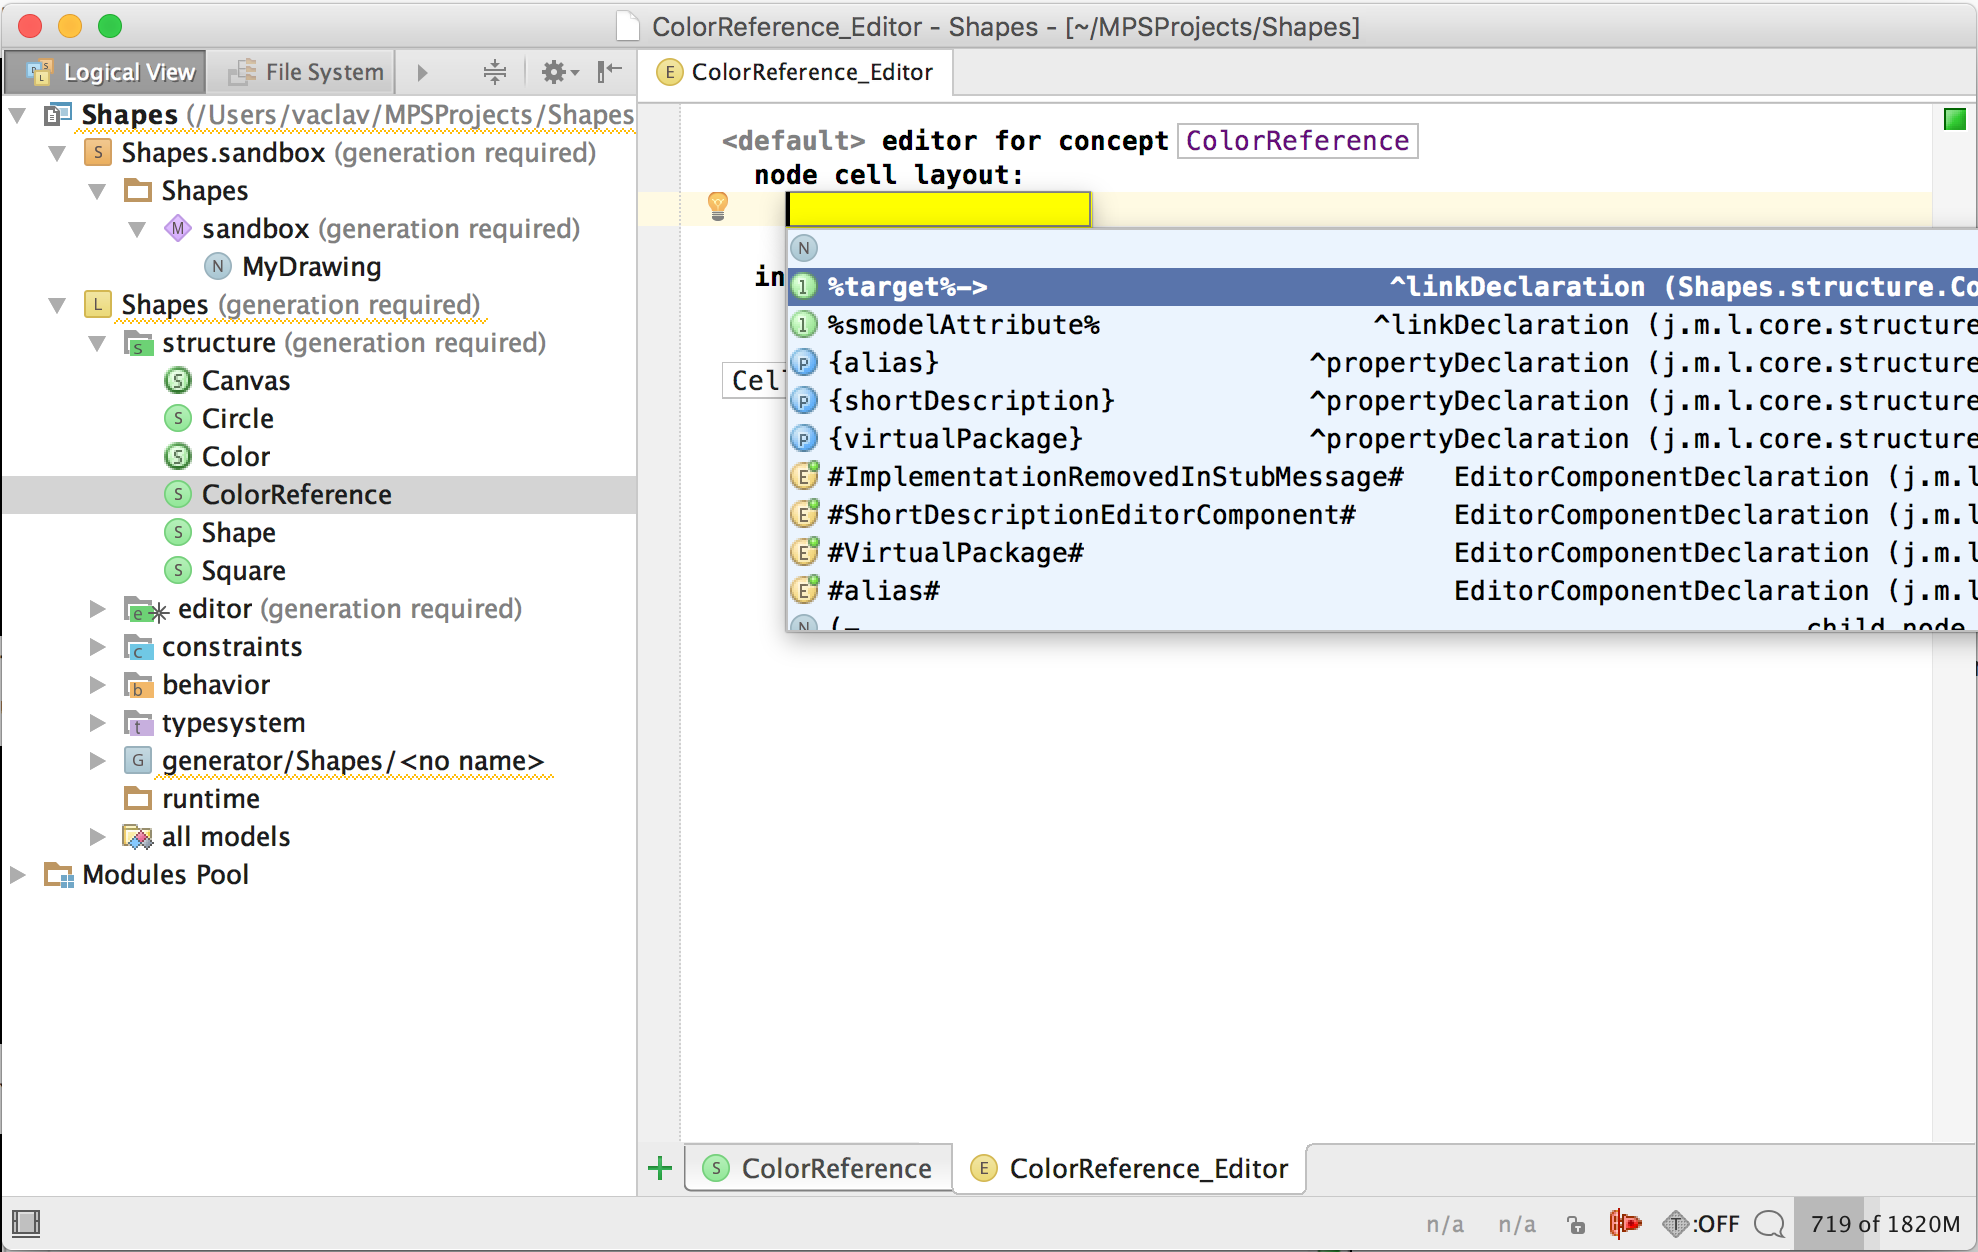 ColorReference_Editor - Shapes - [~/MPSProjects/Shapes]
Logical View
File System
Shapes (/Users/vaclav/MPSProjects/Shapes
Shapes.sandbox (generation required)
Shapes
sandbox (generation required)
MyDrawing
Shapes (generation required)
structure (generation required)
Canvas
Circle
Color
ColorReference
Shape
Square
editor (generation required)
constraints
behavior
typesystem
generator/Shapes/<no name>
runtime
all models
Modules Pool
E ColorReference_Editor
<default> editor for concept ColorReference
node cell layout:
N
in
%target%-> ^linkDeclaration (Shapes.structure.Co
%smodelAttribute% ^linkDeclaration (j.m.l.core.structure
{alias} ^propertyDeclaration (j.m.l.core.structure
{shortDescription} ^propertyDeclaration (j.m.l.core.structure
{virtualPackage} ^propertyDeclaration (j.m.l.core.structure
Cel
#ImplementationRemovedInStubMessage# EditorComponentDeclaration (j.m.l
#ShortDescriptionEditorComponent# EditorComponentDeclaration (j.m.l
#VirtualPackage# EditorComponentDeclaration (j.m.l
#alias# EditorComponentDeclaration (j.m.l
(- child node
S ColorReference
E ColorReference_Editor
n/a n/a T:OFF 719 of 1820M